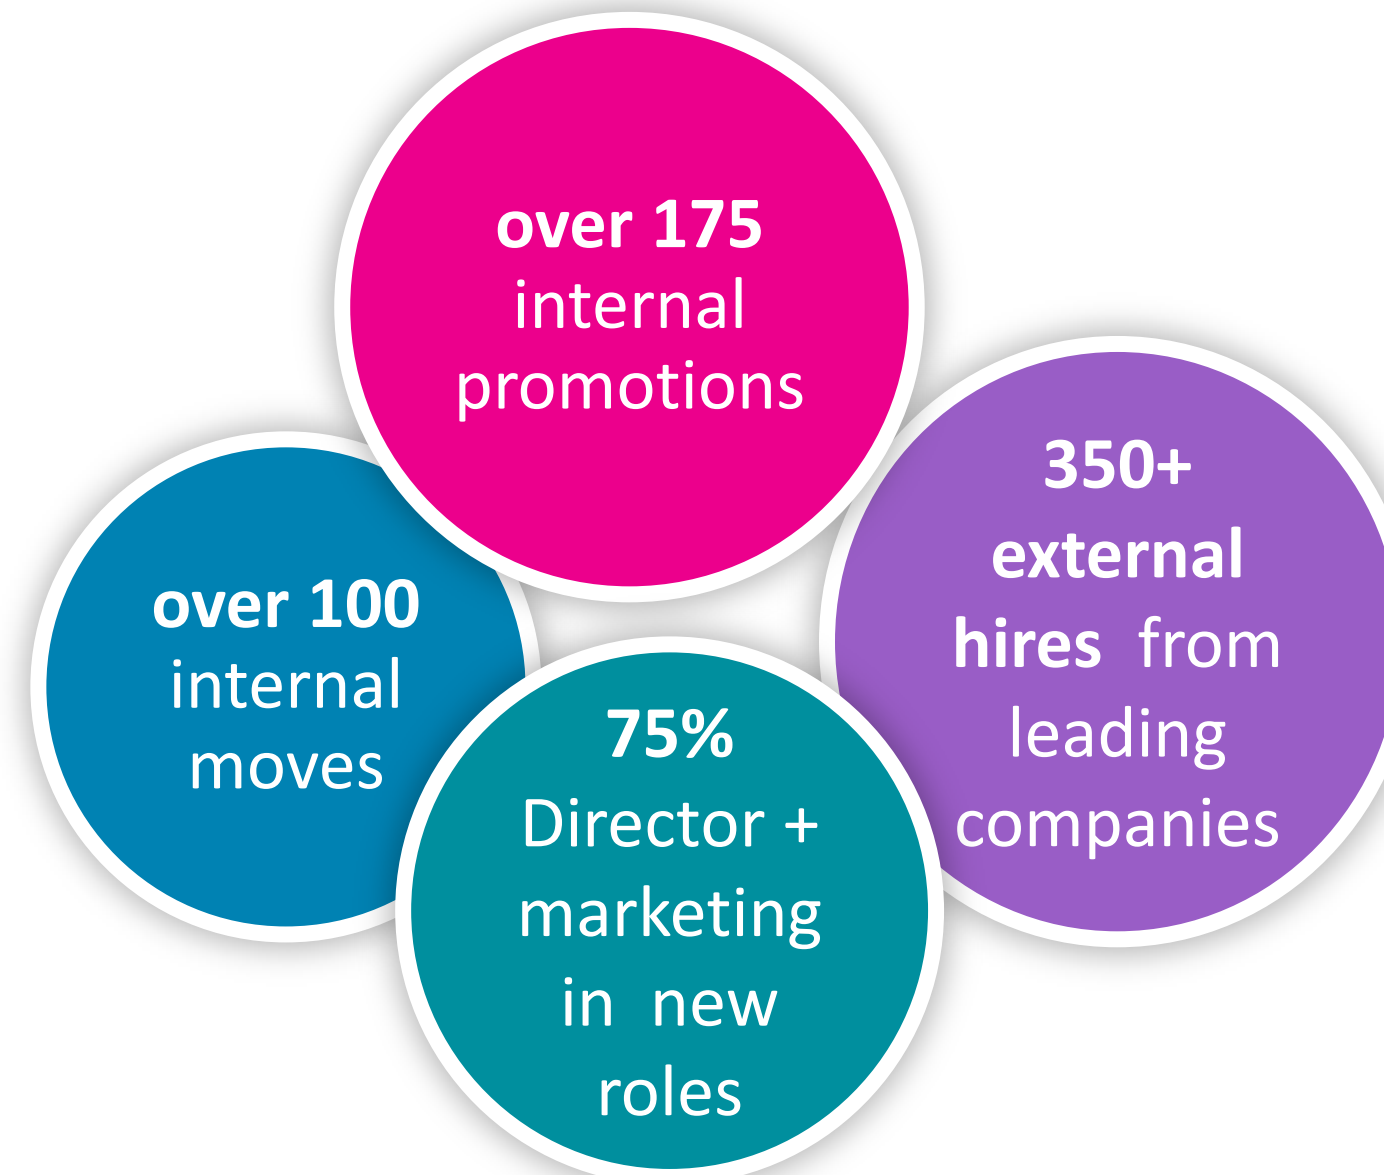 over 175
internal
promotions
350+
external
hires from
leading
companies
over 100
internal
moves
75%
Director +
marketing
in new
roles